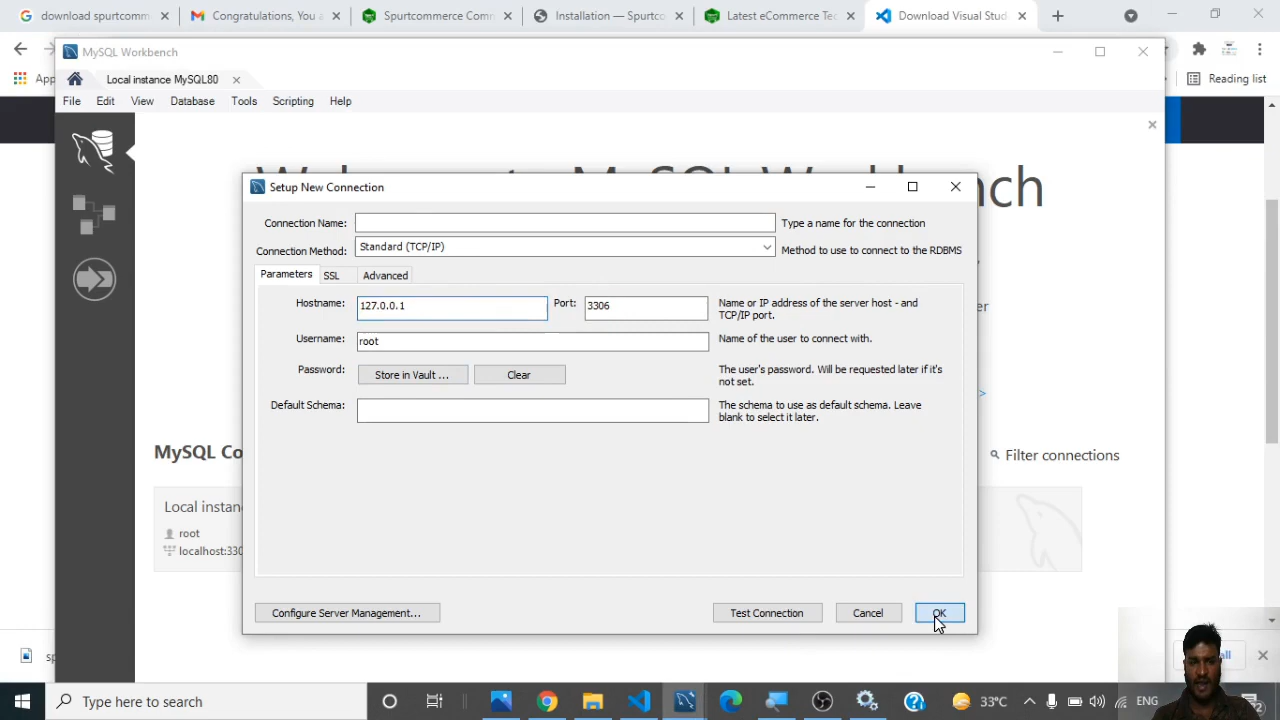 download spurtcomm
Congratulations, You a
Spurtcommerce Com
Installation — Spurtc
Latest eCommerce Tec
Download Visual Stud
App
Reading list
MySQL Workbench
Local instance MySQL80
File Edit View Database Tools Scripting Help
Setup New Connection
Connection Name:
Type a name for the connection
Connection Method:
Standard (TCP/IP)
Method to use to connect to the RDBMS
Parameters SSL Advanced
Hostname: 127.0.0.1 Port: 3306
Name or IP address of the server host - and
TCP/IP port.
Username: root
Name of the user to connect with.
Password: Store in Vault ... Clear
The user's password. Will be requested later if it's
not set.
Default Schema:
The schema to use as default schema. Leave
blank to select it later.
MySQL Co
Filter connections
Local instan
root
localhost:330
Configure Server Management...
Test Connection
Cancel
OK
sp
all
Type here to search
33°C
ENG